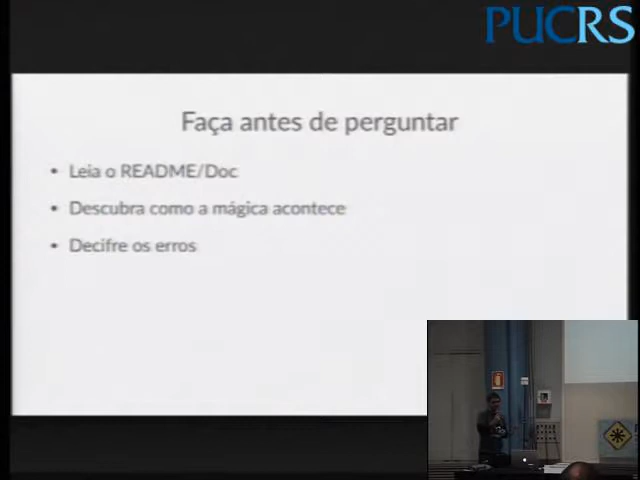 PUCRS
Faça antes de perguntar
• Leia o README/Doc
• Descubra como a mágica acontece
• Decifre os erros